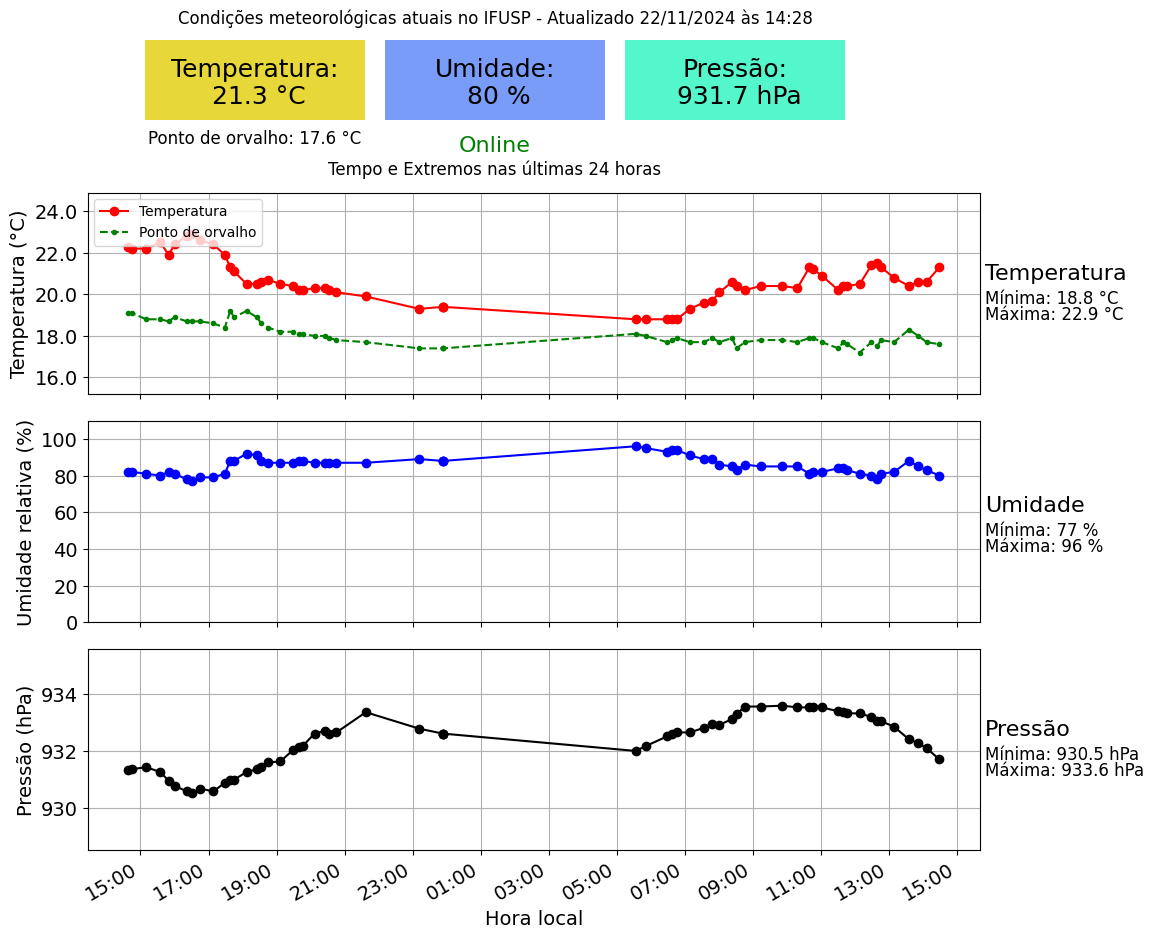 Condições meteorológicas atuais no IFUSP - Atualizado 22/11/2024 às 14:28
Temperatura:
21.3 °C
Umidade:
80 %
Pressão:
931.7 hPa
Ponto de orvalho: 17.6 °C
Online
Tempo e Extremos nas últimas 24 horas
Temperatura (°C)
24.0
22.0
20.0
18.0
16.0
Temperatura
Ponto de orvalho
Temperatura
Mínima: 18.8 °C
Máxima: 22.9 °C
Umidade relativa (%)
100
80
60
40
20
0
Umidade
Mínima: 77 %
Máxima: 96 %
Pressão (hPa)
934
932
930
Pressão
Mínima: 930.5 hPa
Máxima: 933.6 hPa
15:00 17:00 19:00 21:00 23:00 01:00 03:00 05:00 07:00 09:00 11:00 13:00 15:00
Hora local